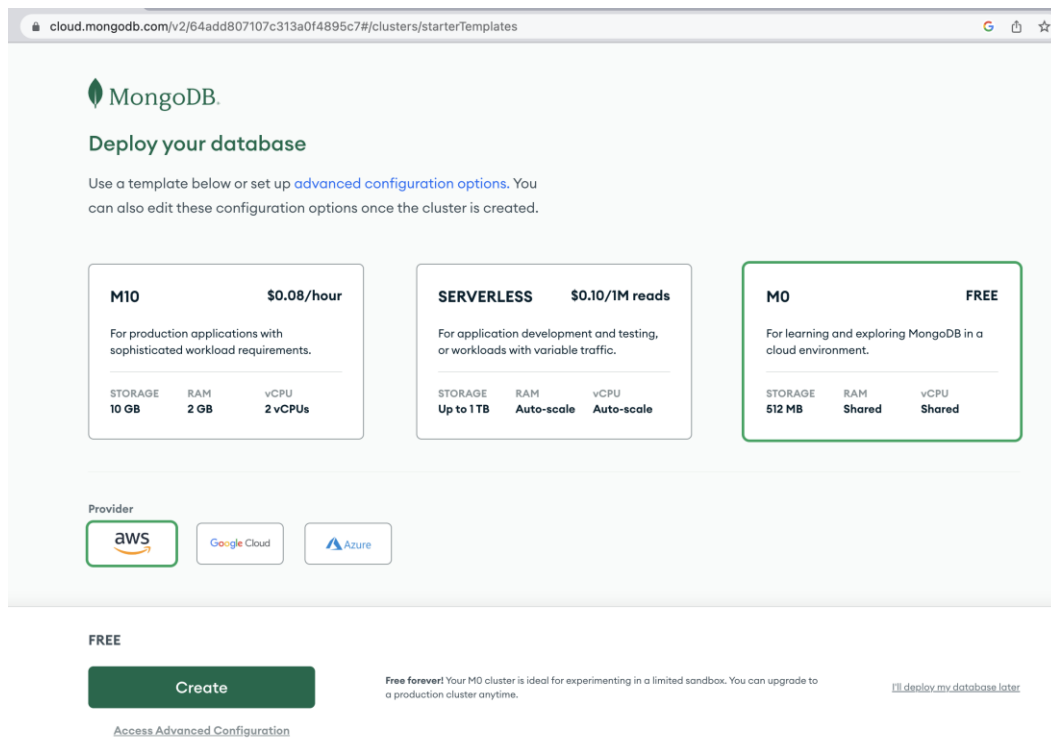 cloud.mongodb.com/v2/64add807107c313a0f4895c7#/clusters/starterTemplates
MongoDB.
Deploy your database
Use a template below or set up advanced configuration options. You
can also edit these configuration options once the cluster is created.
M10 $0.08/hour
For production applications with
sophisticated workload requirements.
STORAGE RAM vCPU
10 GB 2 GB 2 vCPUs
SERVERLESS $0.10/1M reads
For application development and testing,
or workloads with variable traffic.
STORAGE RAM vCPU
Up to 1 TB Auto-scale Auto-scale
M0 FREE
For learning and exploring MongoDB in a
cloud environment.
STORAGE RAM vCPU
512 MB Shared Shared
Provider
aws
Google Cloud
Azure
FREE
Create
Access Advanced Configuration
Free forever! Your M0 cluster is ideal for experimenting in a limited sandbox. You can upgrade to
a production cluster anytime.
I'll deploy my database later